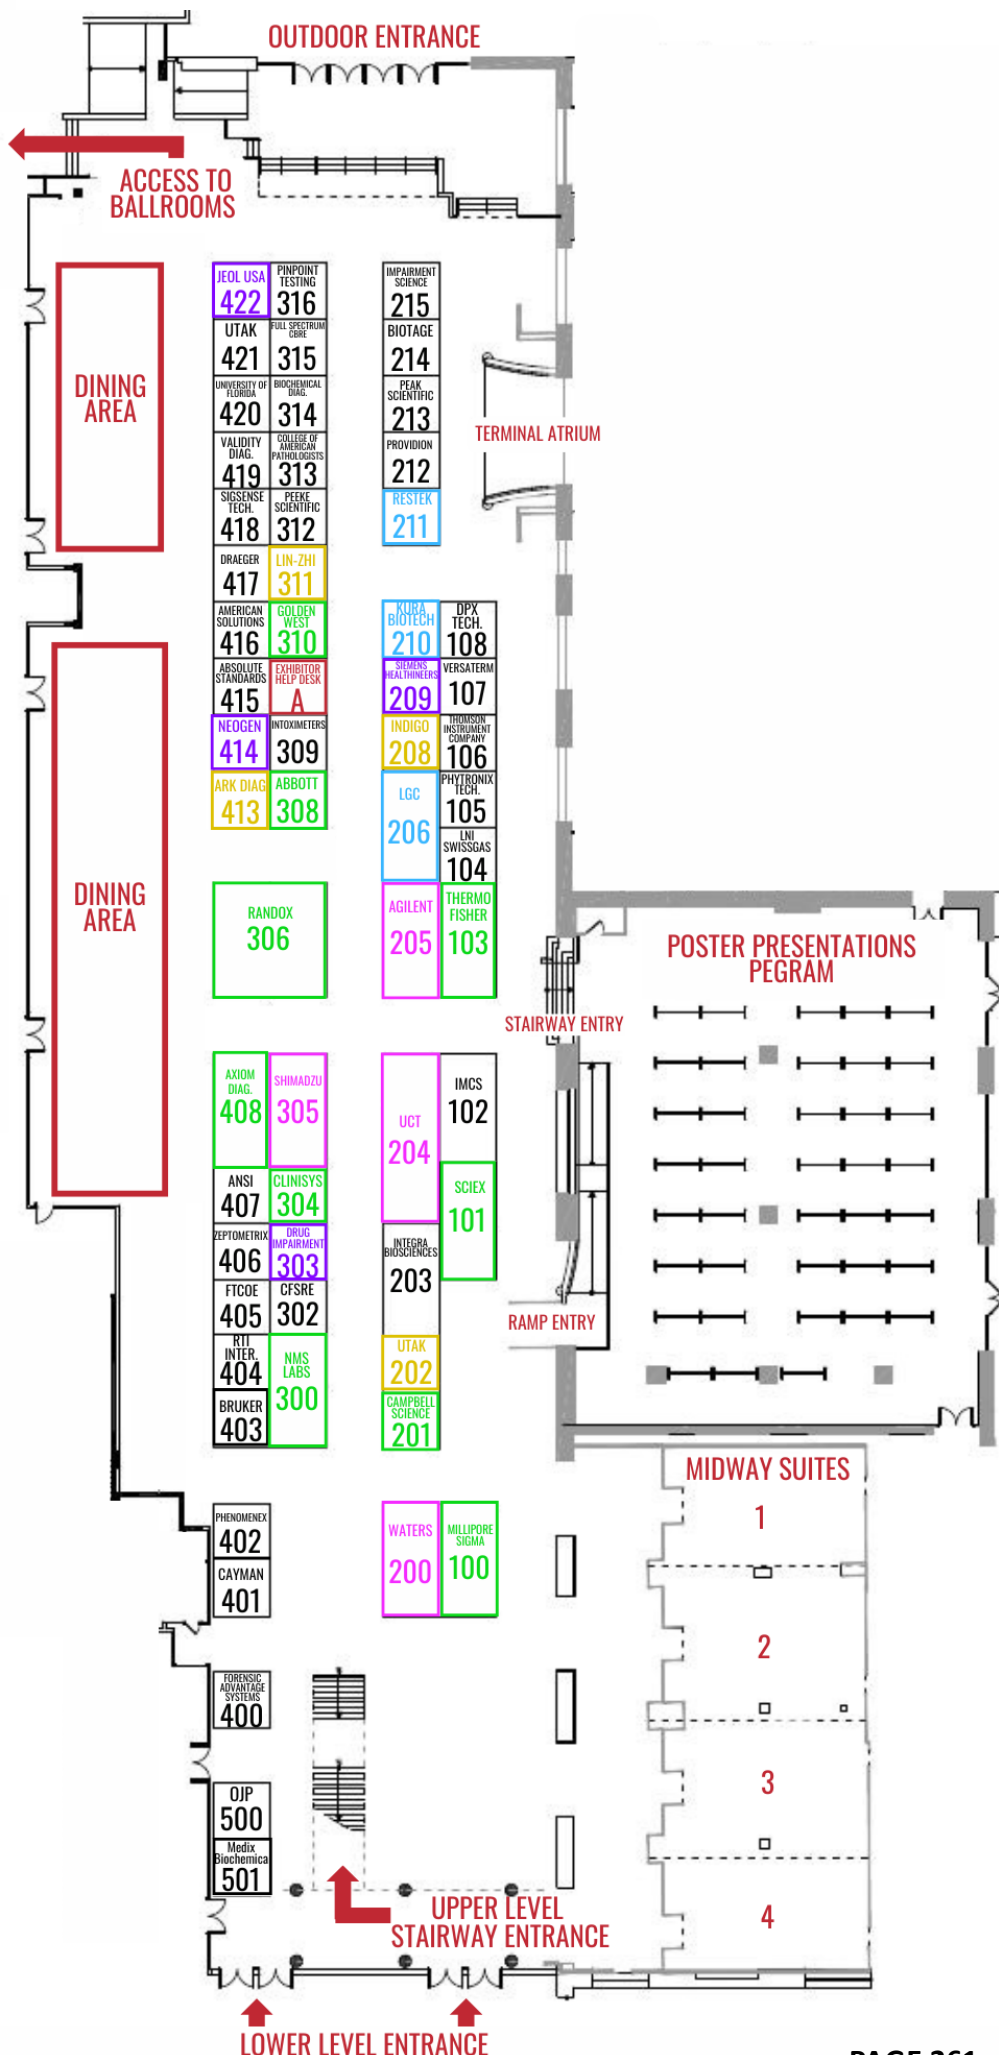 OUTDOOR ENTRANCE
ACCESS TO
BALLROOMS
DINING
AREA
JEOL USA
422
PINPOINT
TESTING
316
IMPAIRMENT
SCIENCE
215
UTAK
421
FULL SPECTRUM
CBRE
315
BIOTAGE
214
UNIVERSITY OF
FLORIDA
420
BIOCHEMICAL
DIAG.
314
PEAK
SCIENTIFIC
213
TERMINAL ATRIUM
VALIDITY
DIAG.
419
COLLEGE OF
AMERICAN
PATHOLOGISTS
313
PROVIDION
212
SIGSENSE
TECH.
418
PEEKE
SCIENTIFIC
312
RESTEK
211
DRAEGER
417
LIN-ZHI
311
AMERICAN
SOLUTIONS
416
GOLDEN
WEST
310
KURA
BIOTECH
210
DPX
TECH.
108
ABSOLUTE
STANDARDS
415
EXHIBITOR
HELP DESK
A
SIEMENS
HEALTHINEERS
209
VERSATERM
107
NEOGEN
414
INTOXIMETERS
309
INDIGO
208
THOMSON
INSTRUMENT
COMPANY
106
ARK DIAG
413
ABBOTT
308
LGC
206
PHYTRONIX
TECH.
105
LNI
SWISSGAS
104
DINING
AREA
RANDOX
306
AGILENT
205
THERMO
FISHER
103
POSTER PRESENTATIONS
PEGRAM
STAIRWAY ENTRY
AXIOM
DIAG.
408
SHIMADZU
305
UCT
204
IMCS
102
ANSI
407
CLINISYS
304
SCIEX
101
ZEPTOMETRIX
406
DRUG
IMPAIRMENT
303
INTEGRA
BIOSCIENCES
203
FTCOE
405
CFSRE
302
RAMP ENTRY
RTI
INTER.
404
NMS
LABS
300
UTAK
202
BRUKER
403
CAMPBELL
SCIENCE
201
MIDWAY SUITES
1
2
3
4
PHENOMENEX
402
CAYMAN
401
WATERS
200
MILLIPORE
SIGMA
100
FORENSIC
ADVANTAGE
SYSTEMS
400
OJP
500
Medix
Biochemica
501
UPPER LEVEL
STAIRWAY ENTRANCE
LOWER LEVEL ENTRANCE
PAGE 261